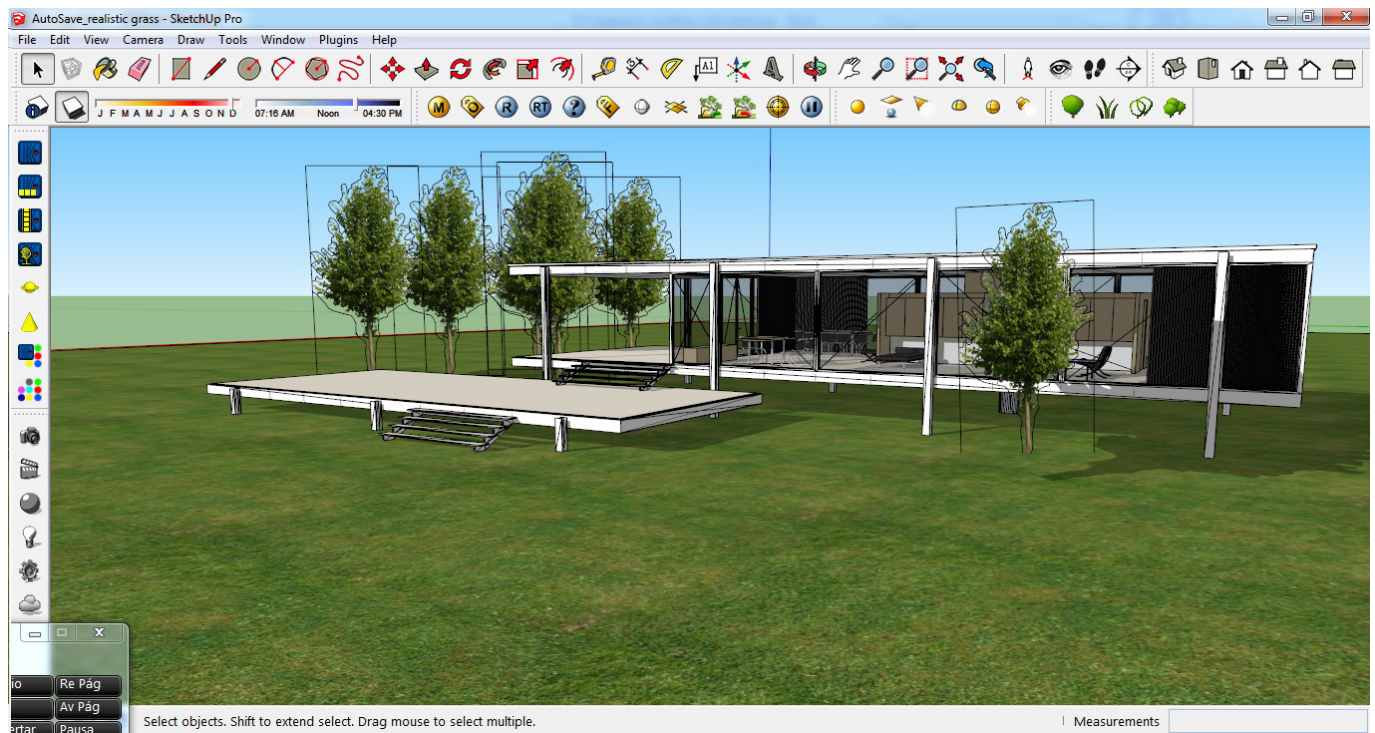 AutoSave_realistic grass - SketchUp Pro
File Edit View Camera Draw Tools Window Plugins Help
A1
J F M A M J J A S O N D 07:16 AM Noon 04:30 PM M R RT ?
Re Pág
Av Pág
Pausa
Select objects. Shift to extend select. Drag mouse to select multiple. Measurements